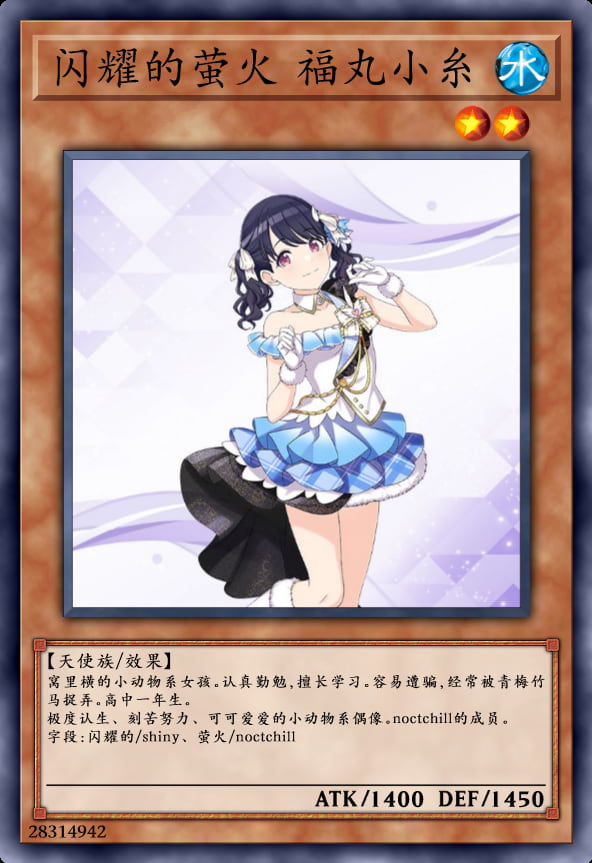 闪耀的萤火 福丸小糸
水
【天使族/效果】
窝里横的小动物系女孩。认真勤勉,擅长学习。容易遭骗,经常被青梅竹
马捉弄。高中一年生。
极度认生、刻苦努力、可可爱爱的小动物系偶像。noctchill的成员。
字段:闪耀的/shiny、萤火/noctchill
ATK/1400 DEF/1450
28314942